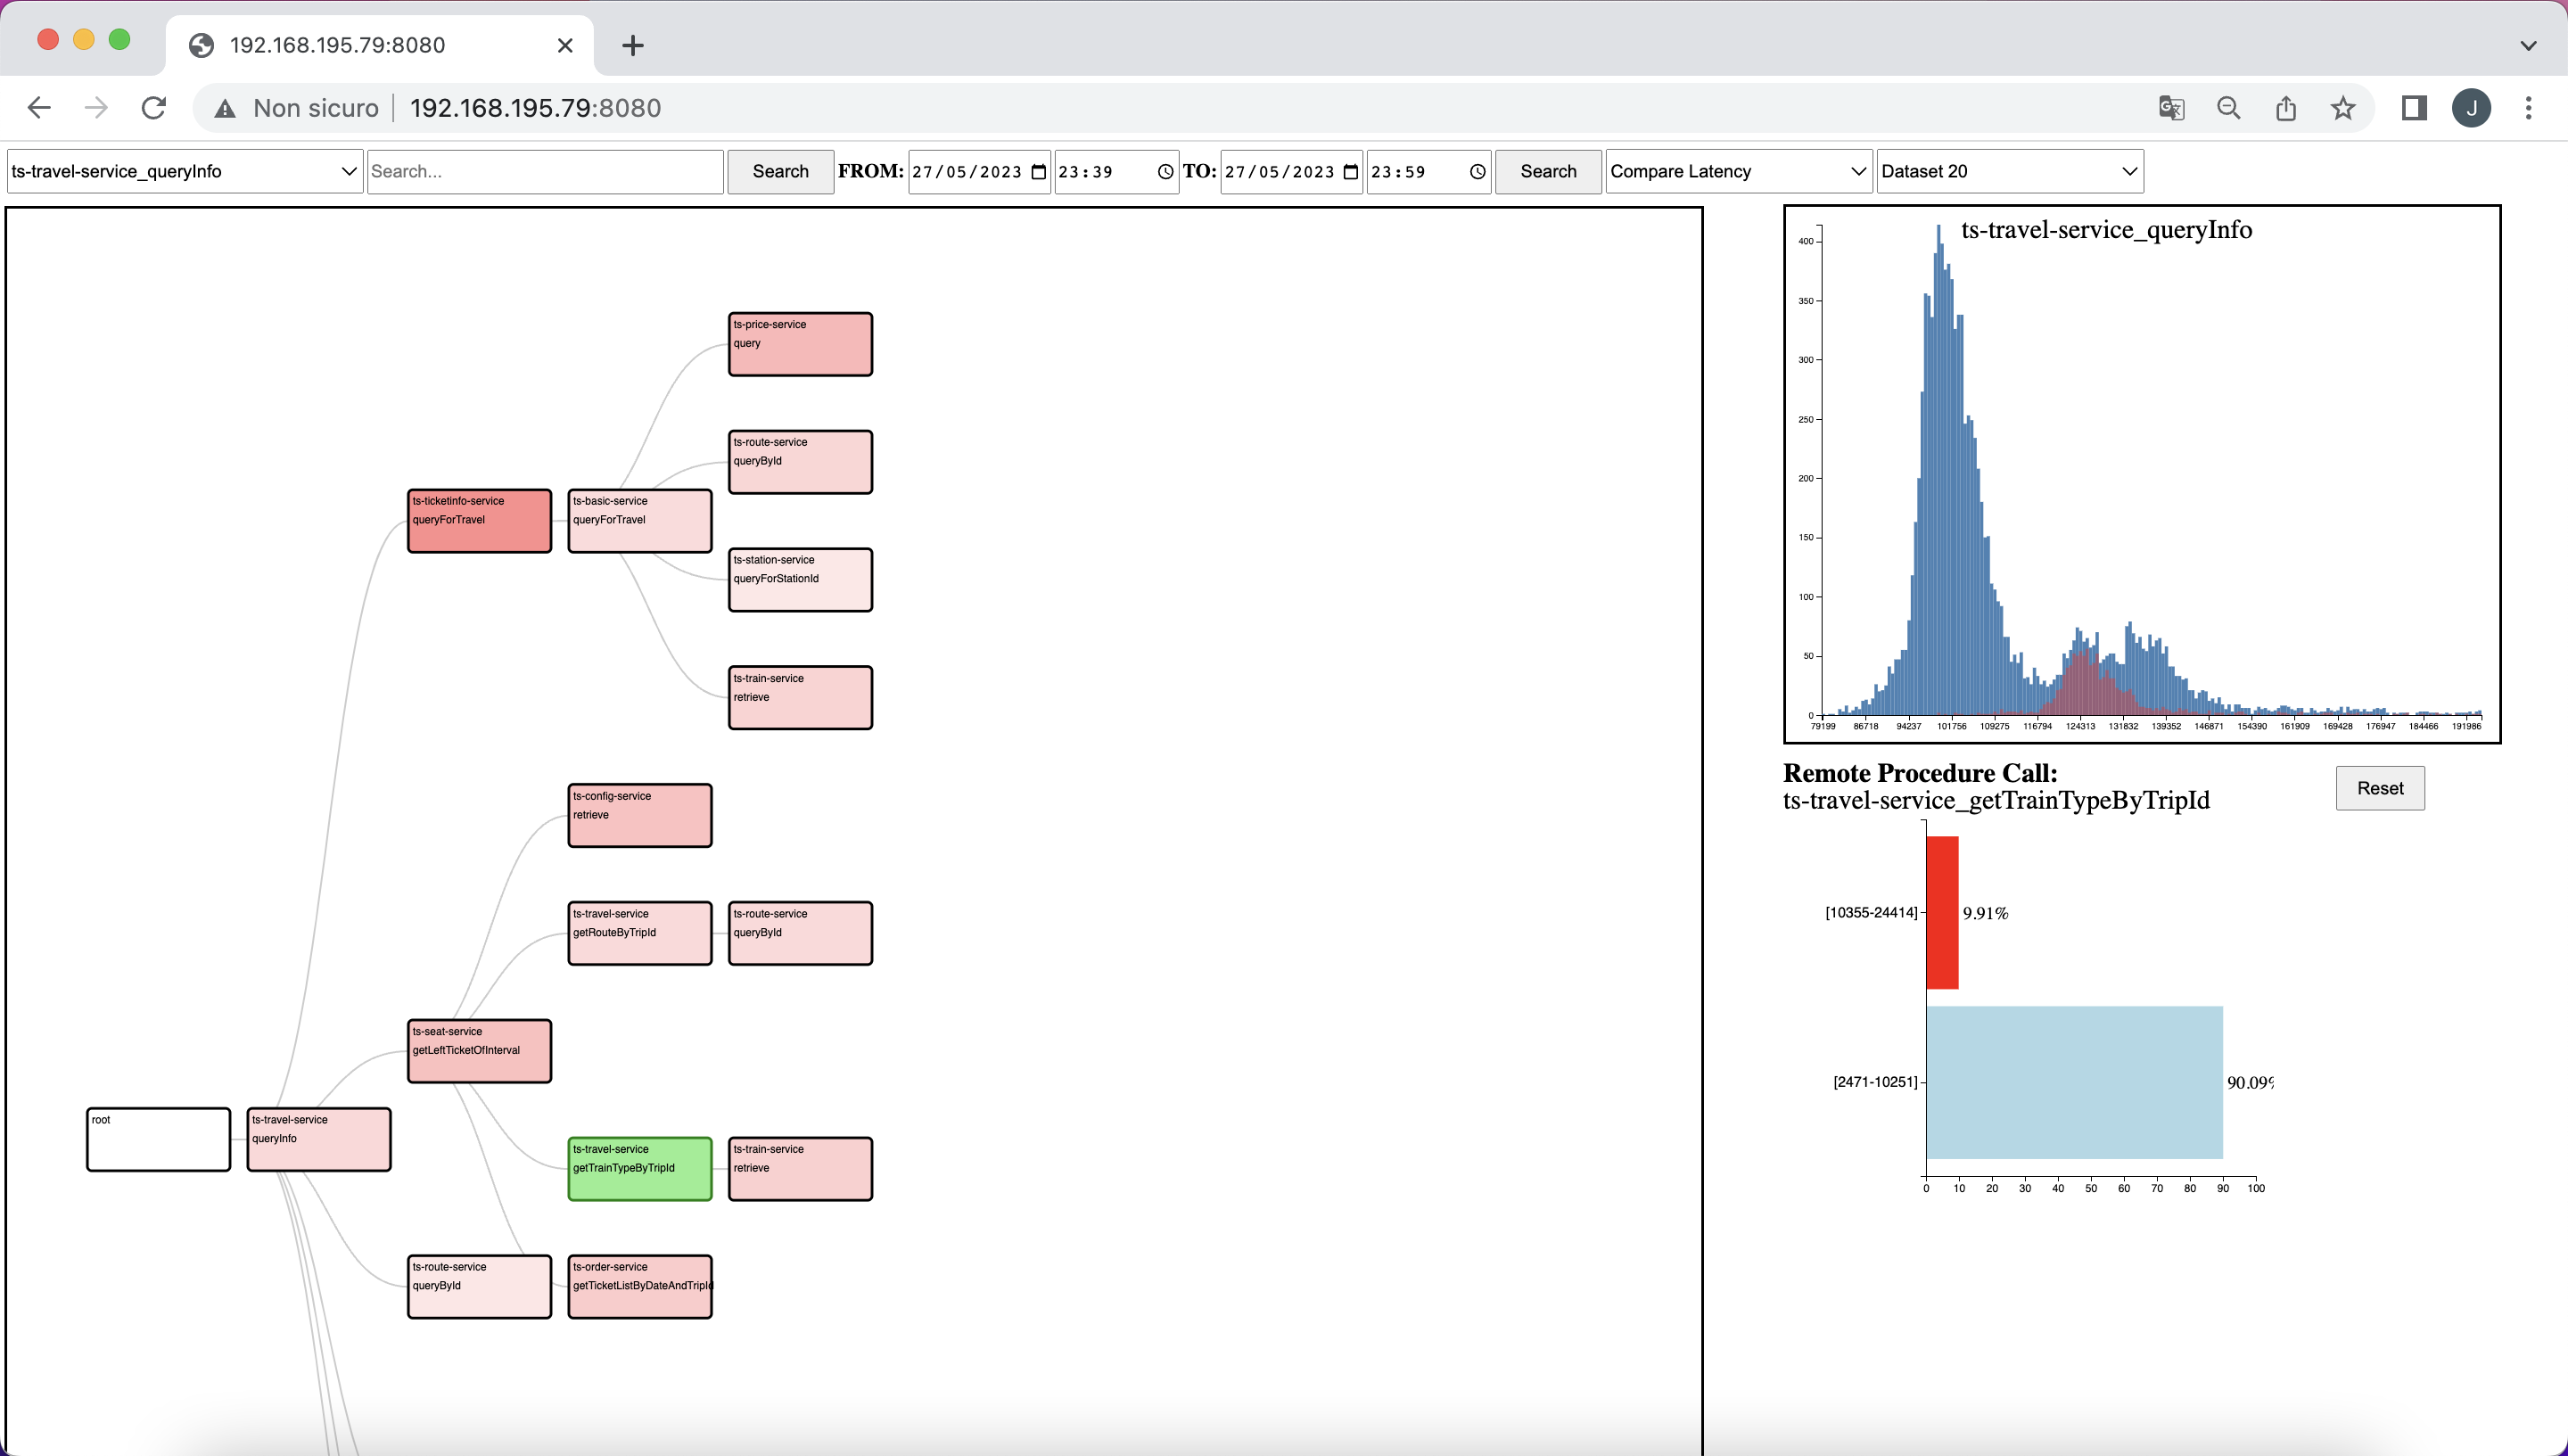 192.168.195.79:8080
Non sicuro 192.168.195.79:8080
J
ts-travel-service_queryInfo Search... Search FROM: 27/05/2023 23:39 TO: 27/05/2023 23:59 Search Compare Latency Dataset 20
ts-price-service
query
ts-route-service
queryById
ts-ticketinfo-service
queryForTravel
ts-basic-service
queryForTravel
ts-station-service
queryForStationId
ts-train-service
retrieve
ts-config-service
retrieve
ts-travel-service
getRouteByTripId
ts-route-service
queryById
ts-seat-service
getLeftTicketOfInterval
root
ts-travel-service
queryInfo
ts-travel-service
getTrainTypeByTripId
ts-train-service
retrieve
ts-route-service
queryById
ts-order-service
getTicketListByDateAndTripId
ts-travel-service_queryInfo
400
350
300
250
200
150
100
50
0
79199 86718 94237 101756 109275 116794 124313 131832 139352 146871 154390 161909 169428 176947 184466 191986
Remote Procedure Call:
ts-travel-service_getTrainTypeByTripId
Reset
[10355-24414] 9.91%
[2471-10251] 90.09%
0 10 20 30 40 50 60 70 80 90 100